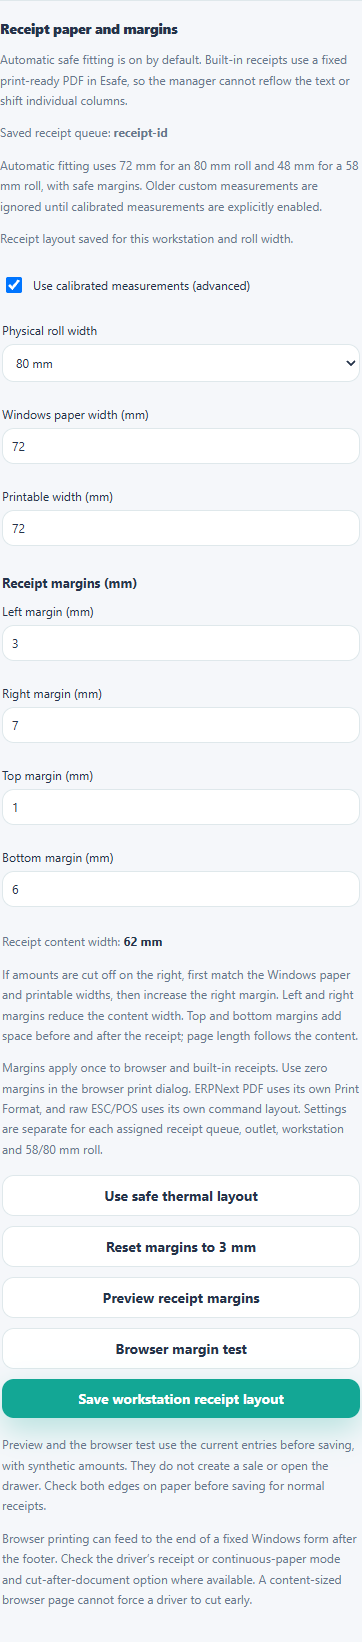 Receipt paper and margins
Automatic safe fitting is on by default. Built-in receipts use a fixed
print-ready PDF in Esafe, so the manager cannot reflow the text or
shift individual columns.
Saved receipt queue: receipt-id
Automatic fitting uses 72 mm for an 80 mm roll and 48 mm for a 58
mm roll, with safe margins. Older custom measurements are
ignored until calibrated measurements are explicitly enabled.
Receipt layout saved for this workstation and roll width.
Use calibrated measurements (advanced)
Physical roll width
80 mm
Windows paper width (mm)
72
Printable width (mm)
72
Receipt margins (mm)
Left margin (mm)
3
Right margin (mm)
7
Top margin (mm)
1
Bottom margin (mm)
6
Receipt content width: 62 mm
If amounts are cut off on the right, first match the Windows paper
and printable widths, then increase the right margin. Left and right
margins reduce the content width. Top and bottom margins add
space before and after the receipt; page length follows the content.
Margins apply once to browser and built-in receipts. Use zero
margins in the browser print dialog. ERPNext PDF uses its own Print
Format, and raw ESC/POS uses its own command layout. Settings
are separate for each assigned receipt queue, outlet, workstation
and 58/80 mm roll.
Use safe thermal layout
Reset margins to 3 mm
Preview receipt margins
Browser margin test
Save workstation receipt layout
Preview and the browser test use the current entries before saving,
with synthetic amounts. They do not create a sale or open the
drawer. Check both edges on paper before saving for normal
receipts.
Browser printing can feed to the end of a fixed Windows form after
the footer. Check the driver's receipt or continuous-paper mode
and cut-after-document option where available. A content-sized
browser page cannot force a driver to cut early.